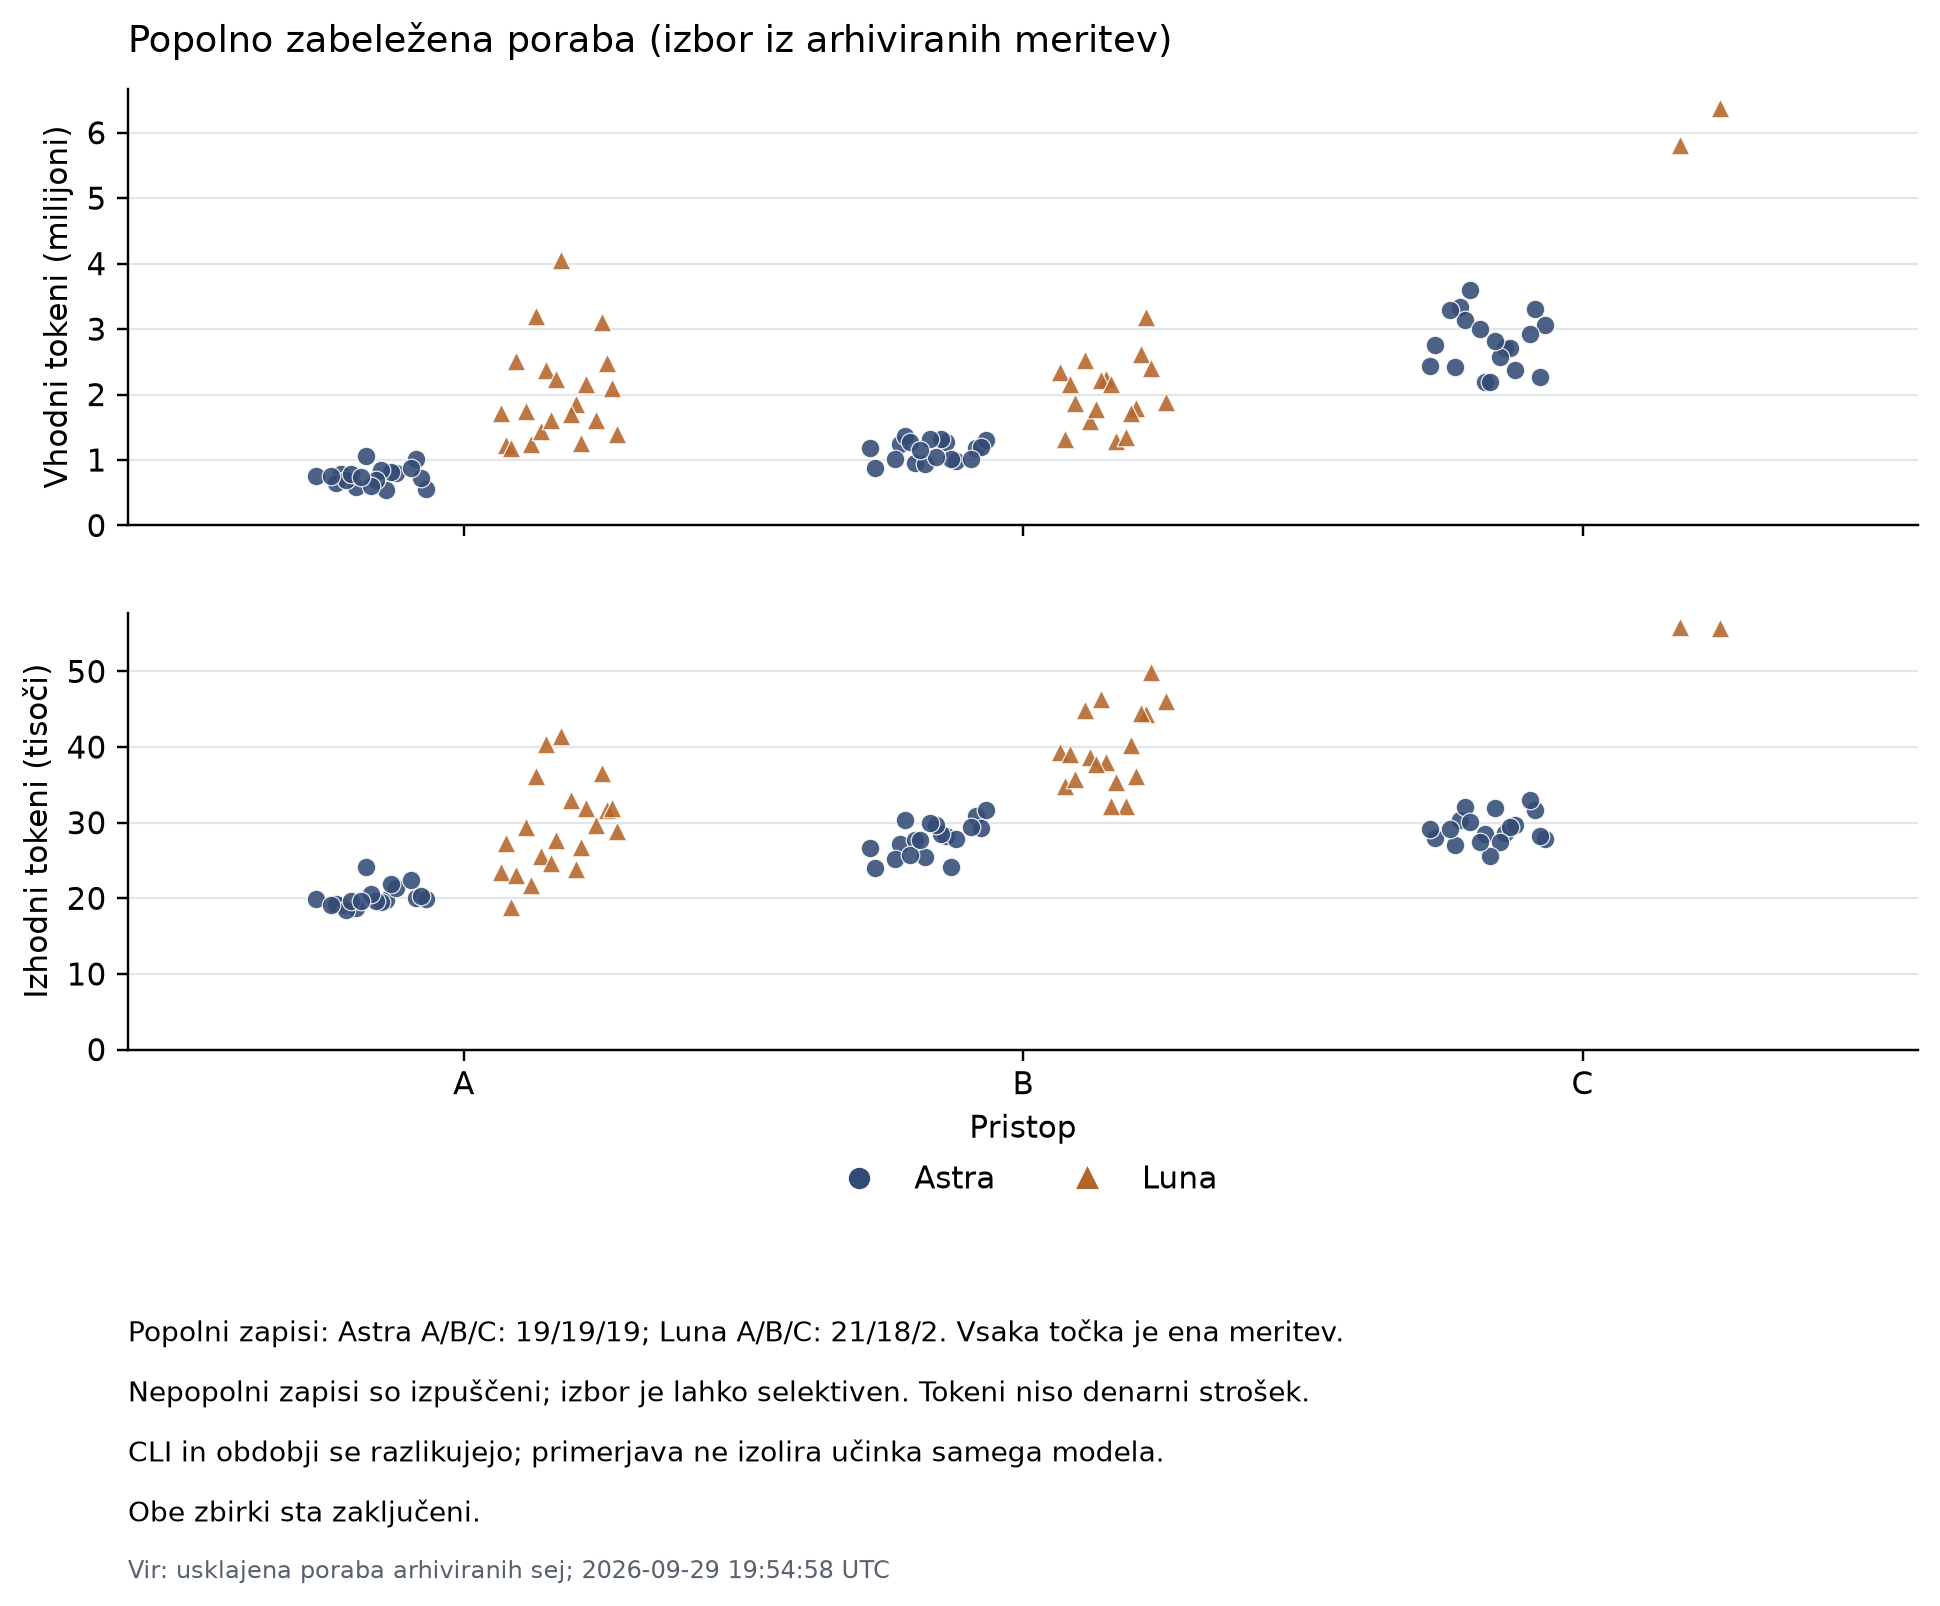 Popolno zabeležena poraba (izbor iz arhiviranih meritev)
Vhodni tokeni (milijoni)
6
5
4
3
2
1
0
Izhodni tokeni (tisoči)
50
40
30
20
10
0
A B C
Pristop
Astra Luna
Popolni zapisi: Astra A/B/C: 19/19/19; Luna A/B/C: 21/18/2. Vsaka točka je ena meritev.
Nepopolni zapisi so izpuščeni; izbor je lahko selektiven. Tokeni niso denarni strošek.
CLI in obdobji se razlikujejo; primerjava ne izolira učinka samega modela.
Obe zbirki sta zaključeni.
Vir: usklajena poraba arhiviranih sej; 2026-09-29 19:54:58 UTC